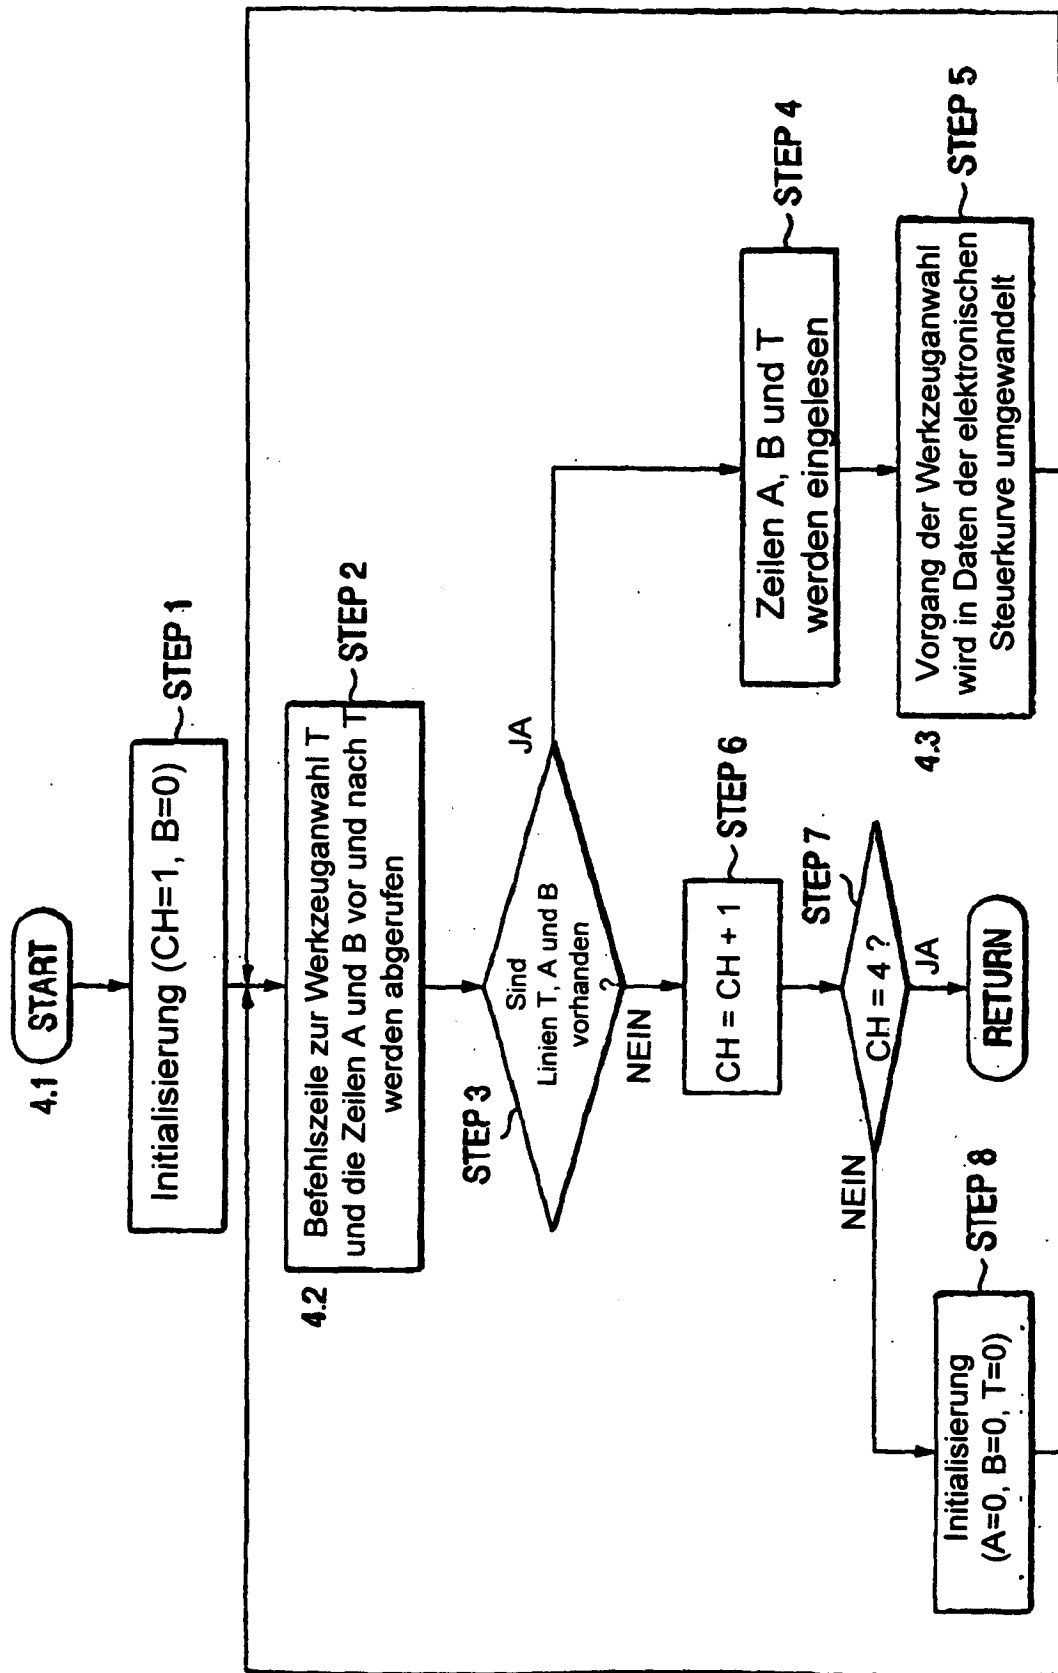 4.1
START
Initialisierung (CH=1, B=0)
STEP 1
4.2
Befehlszeile zur Werkzeuganwahl T
und die Zeilen A und B vor und nach T
werden abgerufen
STEP 2
STEP 3
Sind
Linien T, A und B
vorhanden
?
JA
NEIN
Zeilen A, B und T
werden eingelesen
STEP 4
4.3
Vorgang der Werkzeuganwahl
wird in Daten der elektronischen
Steuerkurve umgewandelt
STEP 5
CH = CH + 1
STEP 6
STEP 7
CH = 4 ?
NEIN
JA
Initialisierung
(A=0, B=0, T=0)
STEP 8
RETURN